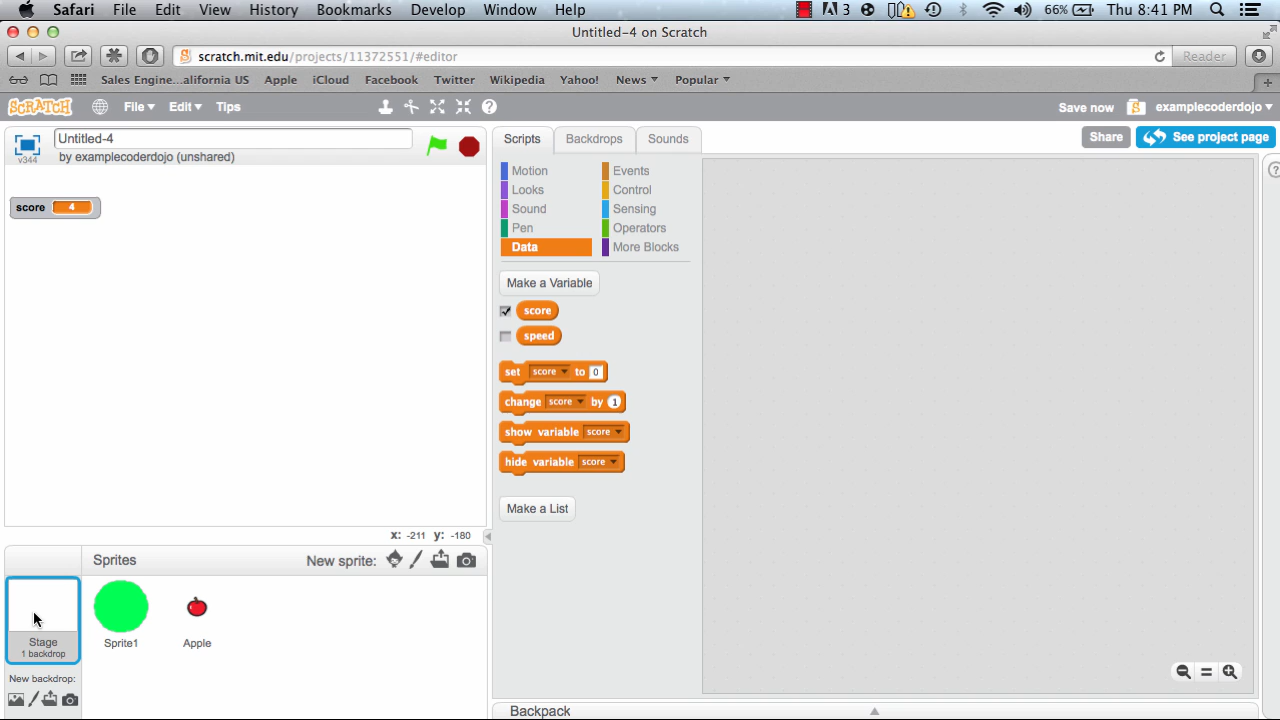 Safari File Edit View History Bookmarks Develop Window Help 3 66% Thu 8:41 PM
Untitled-4 on Scratch
scratch.mit.edu/projects/11372551/#editor Reader
Sales Engine...alifornia US Apple iCloud Facebook Twitter Wikipedia Yahoo! News Popular
SCRATCH File Edit Tips Save now examplecoderdojo
Untitled-4
by examplecoderdojo (unshared)
v344
Scripts Backdrops Sounds Share See project page
score 4
Motion Events
Looks Control
Sound Sensing
Pen Operators
Data More Blocks
Make a Variable
score
speed
set score to 0
change score by 1
show variable score
hide variable score
Make a List
x: -211 y: -180
Sprites New sprite:
Stage
1 backdrop
Sprite1 Apple
New backdrop:
Backpack